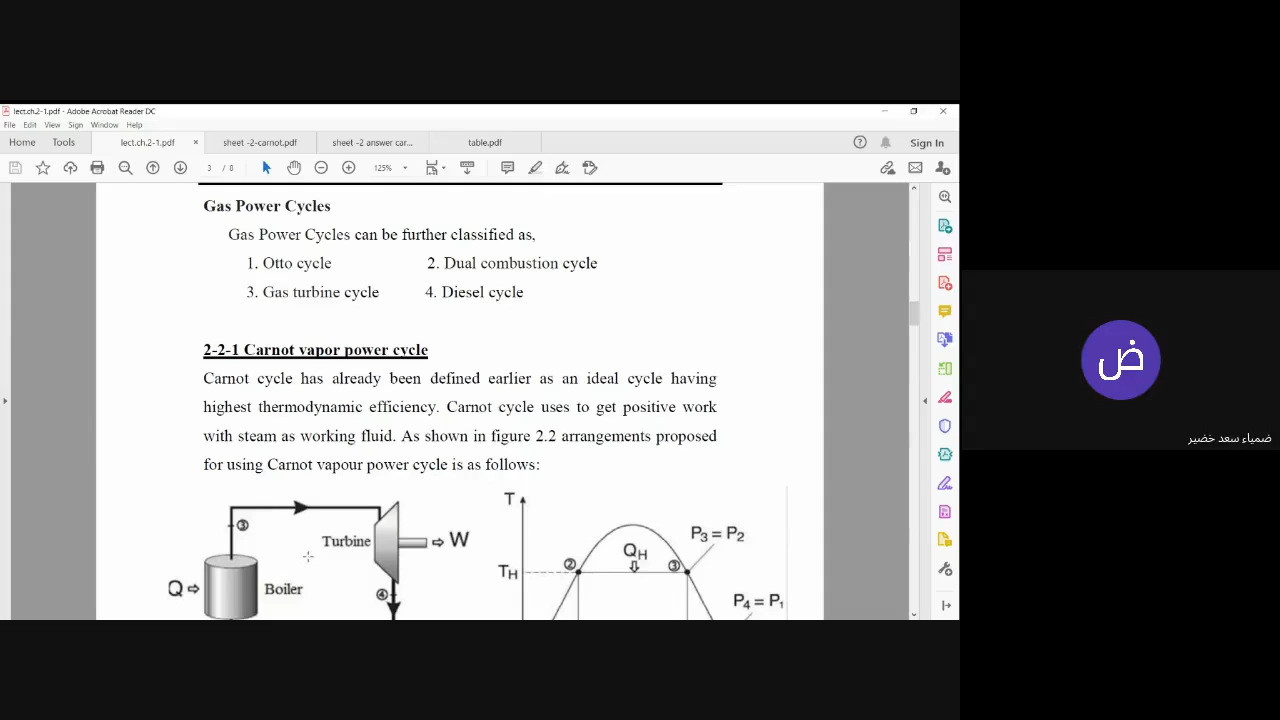 lect.ch.2-1.pdf - Adobe Acrobat Reader DC
File Edit View Sign Window Help
Home Tools lect.ch.2-1.pdf × sheet -2-carnot.pdf sheet -2 answer car... table.pdf Sign In
3 / 8 125%
Gas Power Cycles
Gas Power Cycles can be further classified as,
1. Otto cycle 2. Dual combustion cycle
3. Gas turbine cycle 4. Diesel cycle
2-2-1 Carnot vapor power cycle
Carnot cycle has already been defined earlier as an ideal cycle having
highest thermodynamic efficiency. Carnot cycle uses to get positive work
with steam as working fluid. As shown in figure 2.2 arrangements proposed
for using Carnot vapour power cycle is as follows:
③
Turbine
W
Q
Boiler
④
T
P₃ = P₂
Q_H
②
③
T_H
P₄ = P₁
ض
ضمياء سعد خضير